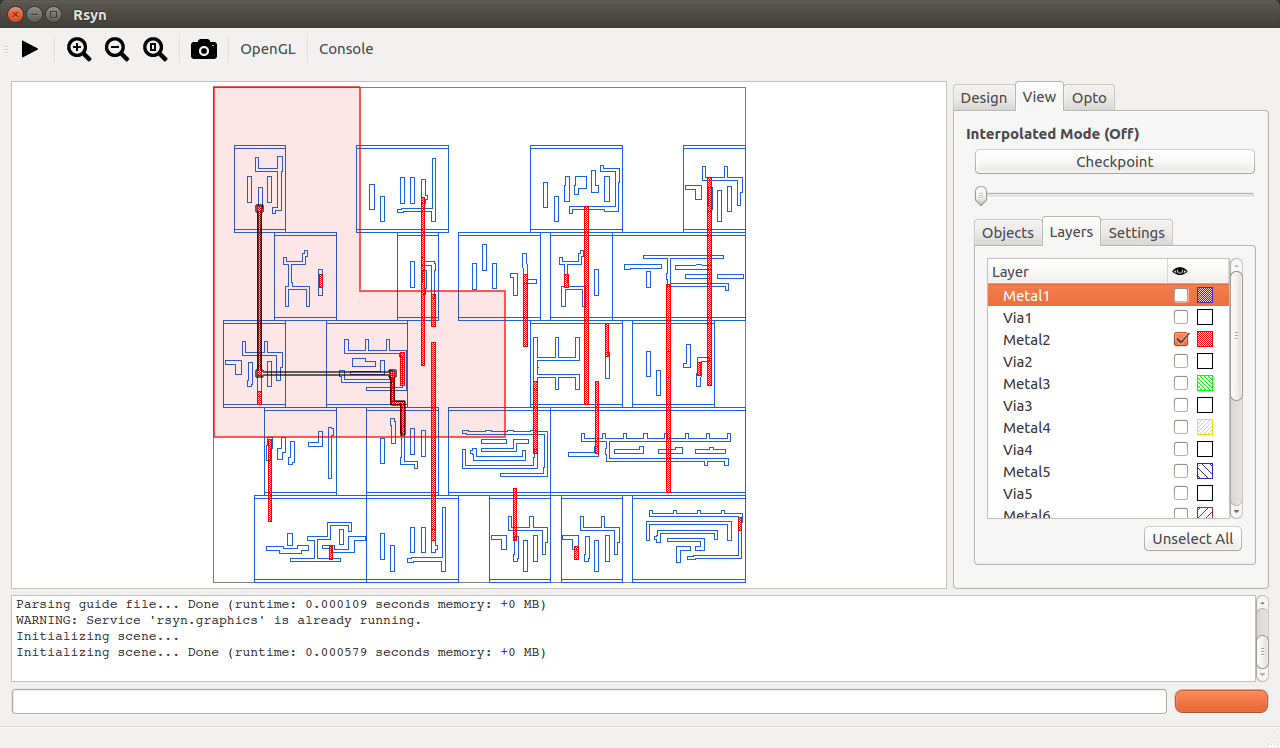 Rsyn
OpenGL Console
Design View Opto
Interpolated Mode (Off)
Checkpoint
Objects Layers Settings
Layer
Metal1
Via1
Metal2
Via2
Metal3
Via3
Metal4
Via4
Metal5
Via5
Metal6
Unselect All
Parsing guide file... Done (runtime: 0.000109 seconds memory: +0 MB)
WARNING: Service 'rsyn.graphics' is already running.
Initializing scene...
Initializing scene... Done (runtime: 0.000579 seconds memory: +0 MB)